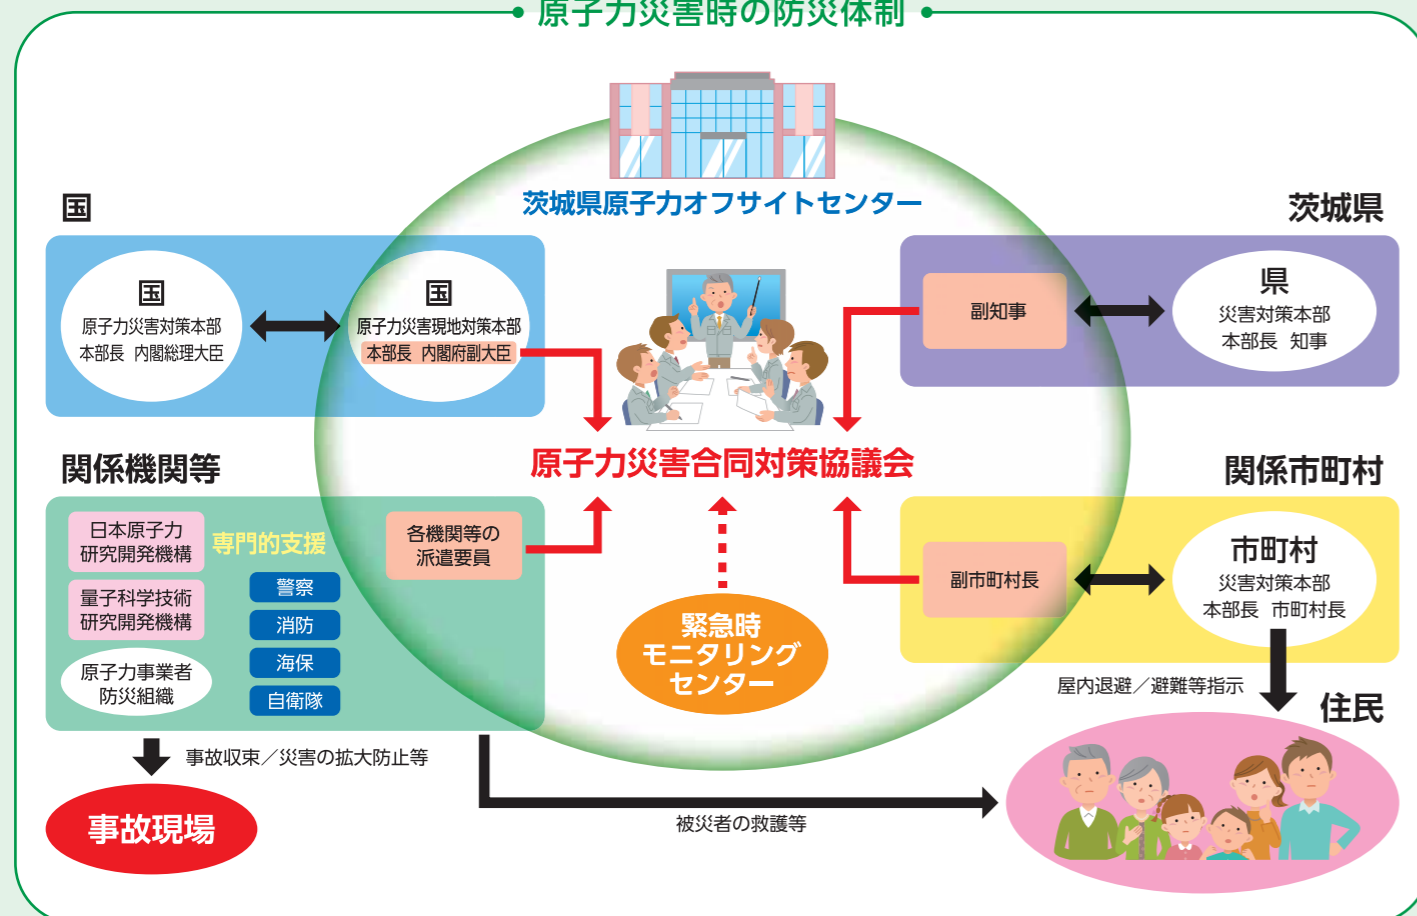 原子力災害時の防災体制
茨城県原子力オフサイトセンター
国
国
原子力災害対策本部
本部長 内閣総理大臣
国
原子力災害現地対策本部
本部長 内閣府副大臣
茨城県
副知事
県
災害対策本部
本部長 知事
原子力災害合同対策協議会
関係機関等
日本原子力
研究開発機構
専門的支援
量子科学技術
研究開発機構
警察
消防
海保
自衛隊
原子力事業者
防災組織
各機関等の
派遣要員
緊急時
モニタリング
センター
関係市町村
副市町村長
市町村
災害対策本部
本部長 市町村長
屋内退避／避難等指示
住民
事故収束／災害の拡大防止等
事故現場
被災者の救護等